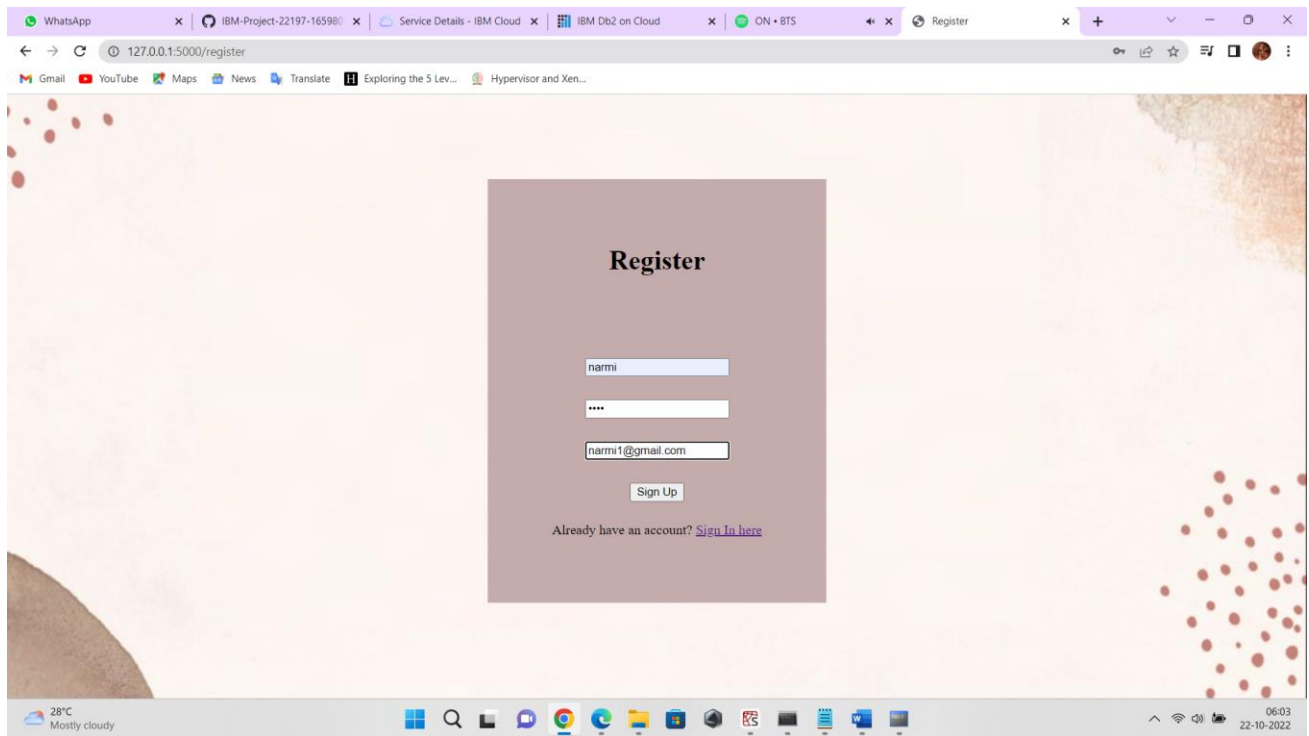 WhatsApp IBM-Project-22197-165980 Service Details - IBM Cloud IBM Db2 on Cloud ON • BTS Register
127.0.0.1:5000/register
Gmail YouTube Maps News Translate H Exploring the 5 Lev... Hypervisor and Xen...
Register
narmi
••••
narmi1@gmail.com
Sign Up
Already have an account? Sign In here
28°C
Mostly cloudy
06:03
22-10-2022